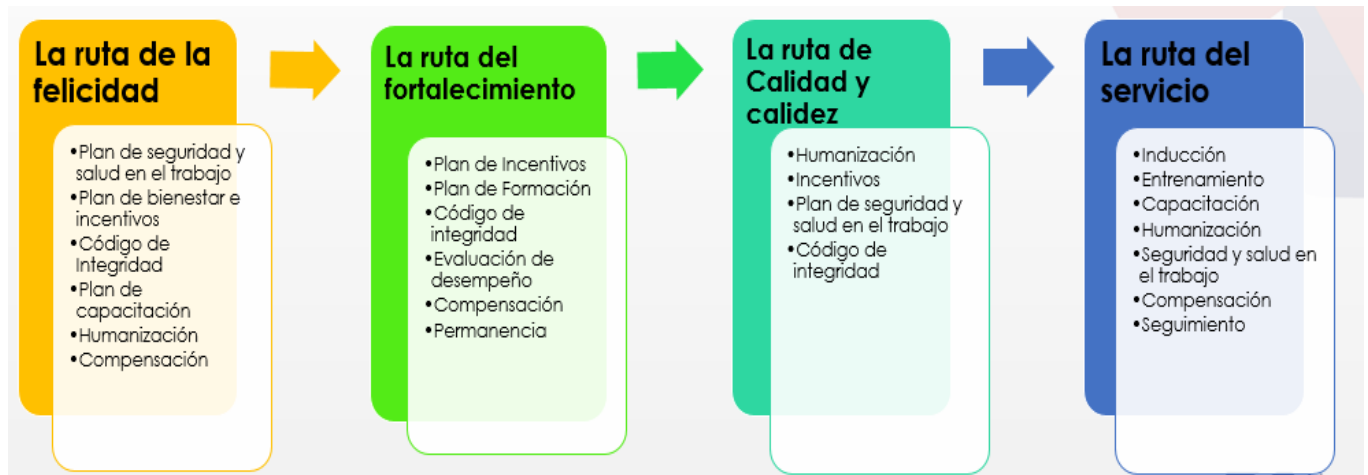 La ruta de la
felicidad
•Plan de seguridad y
salud en el trabajo
•Plan de bienestar e
incentivos
•Código de
Integridad
•Plan de
capacitación
•Humanización
•Compensación
La ruta del
fortalecimiento
•Plan de Incentivos
•Plan de Formación
•Código de
integridad
•Evaluación de
desempeño
•Compensación
•Permanencia
La ruta de
Calidad y
calidez
•Humanización
•Incentivos
•Plan de seguridad y
salud en el trabajo
•Código de
integridad
La ruta del
servicio
•Inducción
•Entrenamiento
•Capacitación
•Humanización
•Seguridad y salud en
el trabajo
•Compensación
•Seguimiento